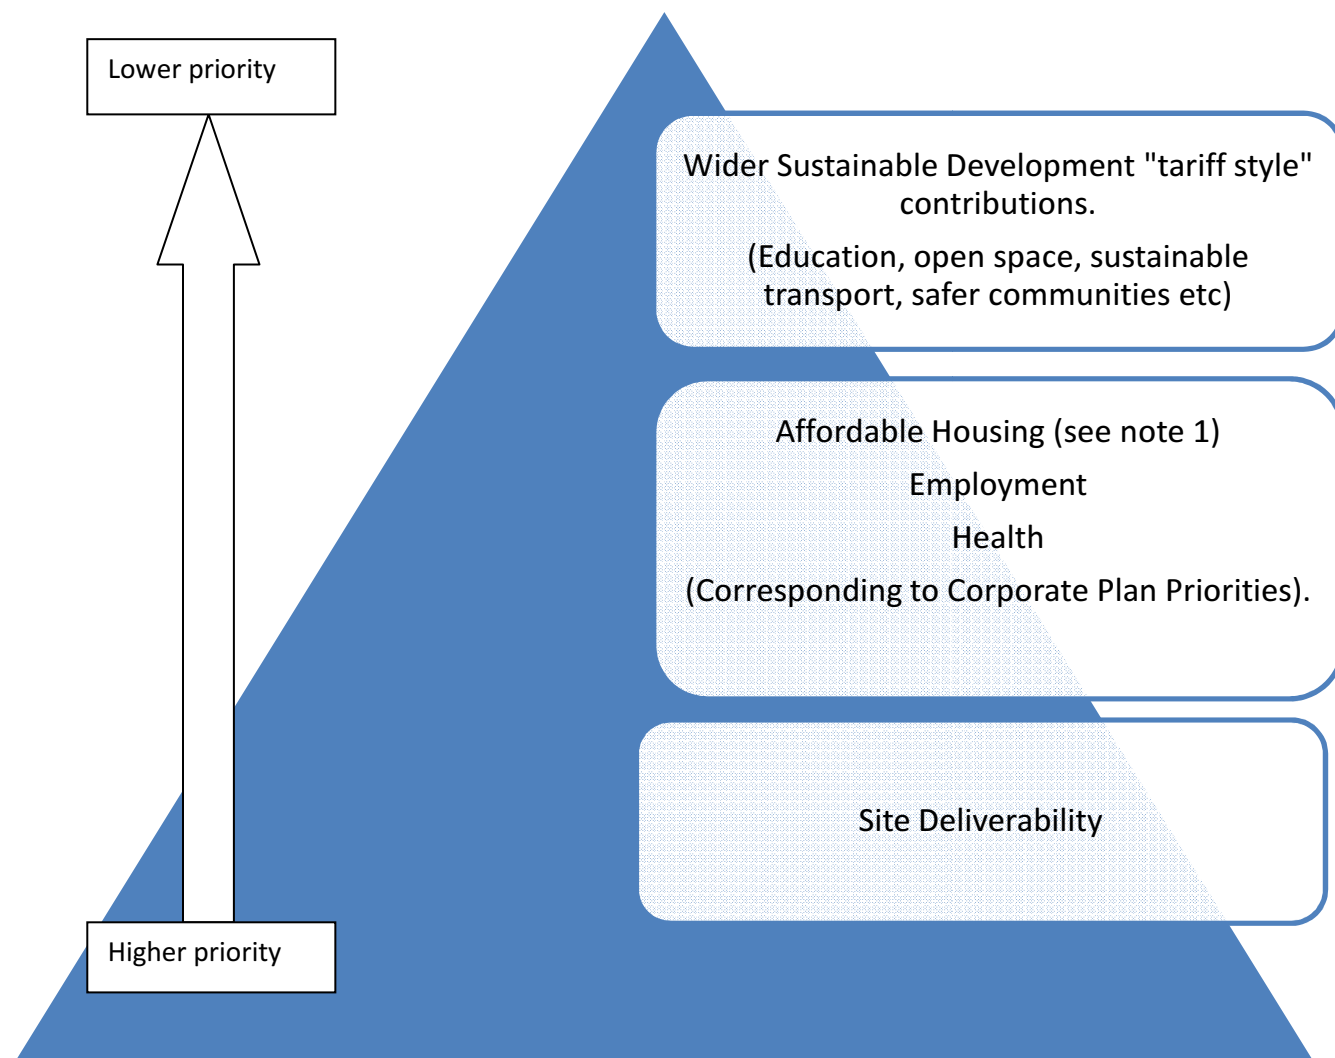 Lower priority
Wider Sustainable Development "tariff style"
contributions.
(Education, open space, sustainable
transport, safer communities etc)
Affordable Housing (see note 1)
Employment
Health
(Corresponding to Corporate Plan Priorities).
Site Deliverability
Higher priority